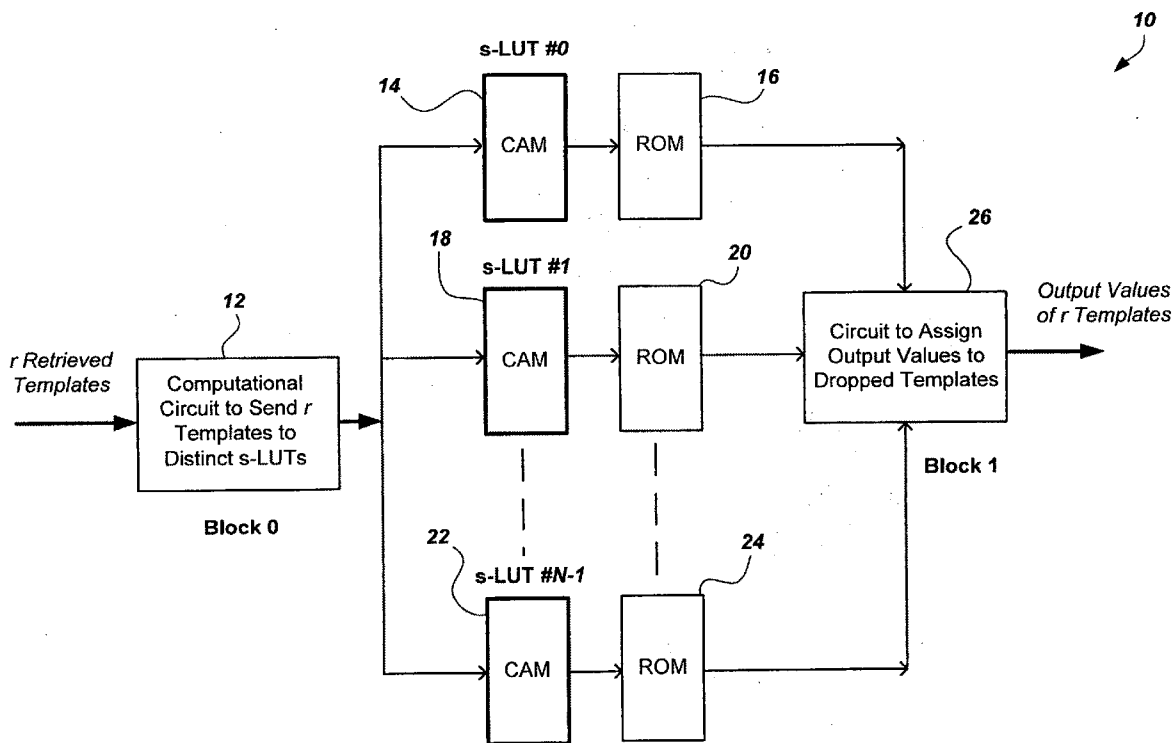 10
s-LUT #0
14
CAM
16
ROM
18
s-LUT #1
CAM
20
ROM
26
Circuit to Assign
Output Values to
Dropped Templates
Block 1
Output Values
of r Templates
12
r Retrieved
Templates
Computational
Circuit to Send r
Templates to
Distinct s-LUTs
Block 0
22
s-LUT #N-1
CAM
24
ROM